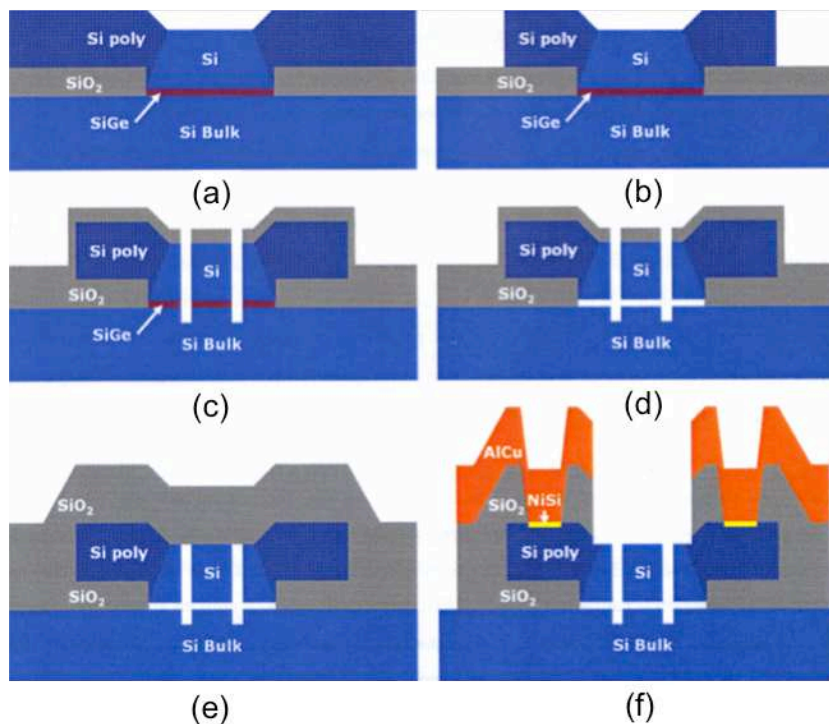 Si poly
Si
SiO2
SiGe
Si Bulk
(a)
Si poly
Si
SiO2
SiGe
Si Bulk
(b)
Si poly
Si
SiO2
SiGe
Si Bulk
(c)
Si poly
Si
SiO2
Si Bulk
(d)
SiO2
Si poly
Si
SiO2
Si Bulk
(e)
AlCu
NiSi
SiO2
Si poly
Si
SiO2
Si Bulk
(f)